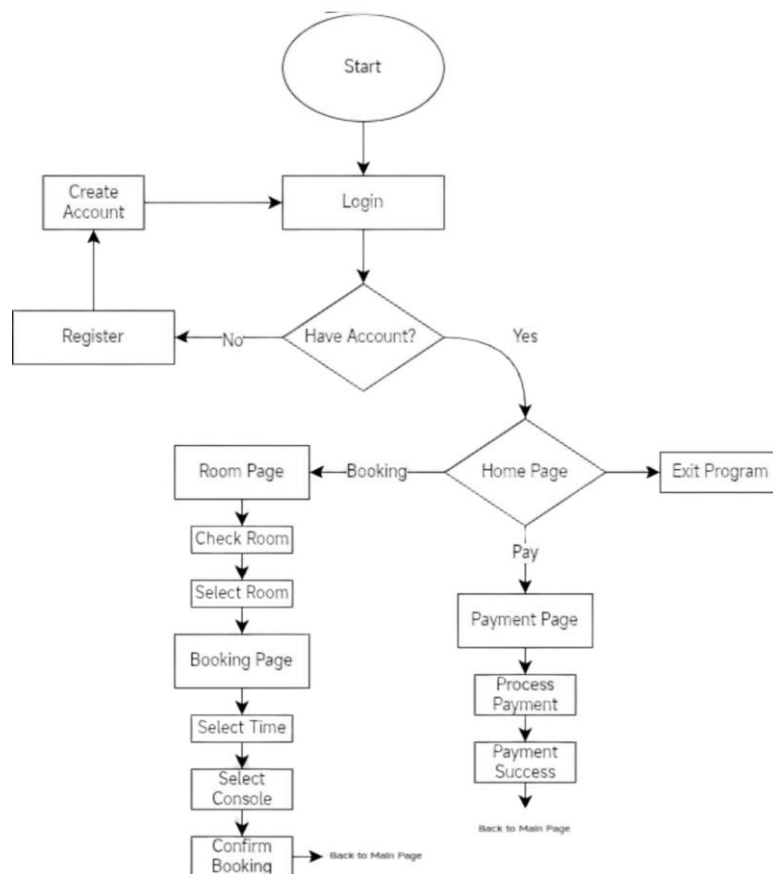 Start
Create
Account
Login
Register
No
Have Account?
Yes
Room Page
Booking
Home Page
Exit Program
Check Room
Pay
Select Room
Payment Page
Booking Page
Process
Payment
Select Time
Payment
Success
Select
Console
Back to Main Page
Confirm
Booking
Back to Main Page